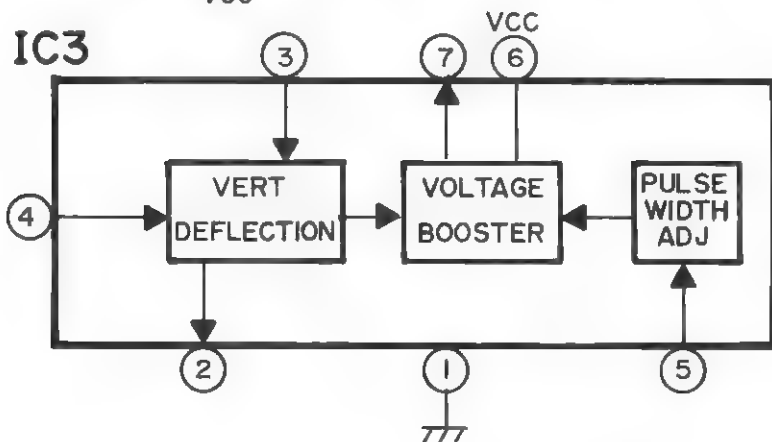 VCC
IC3
3
7
6
4
VERT
DEFLECTION
VOLTAGE
BOOSTER
PULSE
WIDTH
ADJ
2
1
5